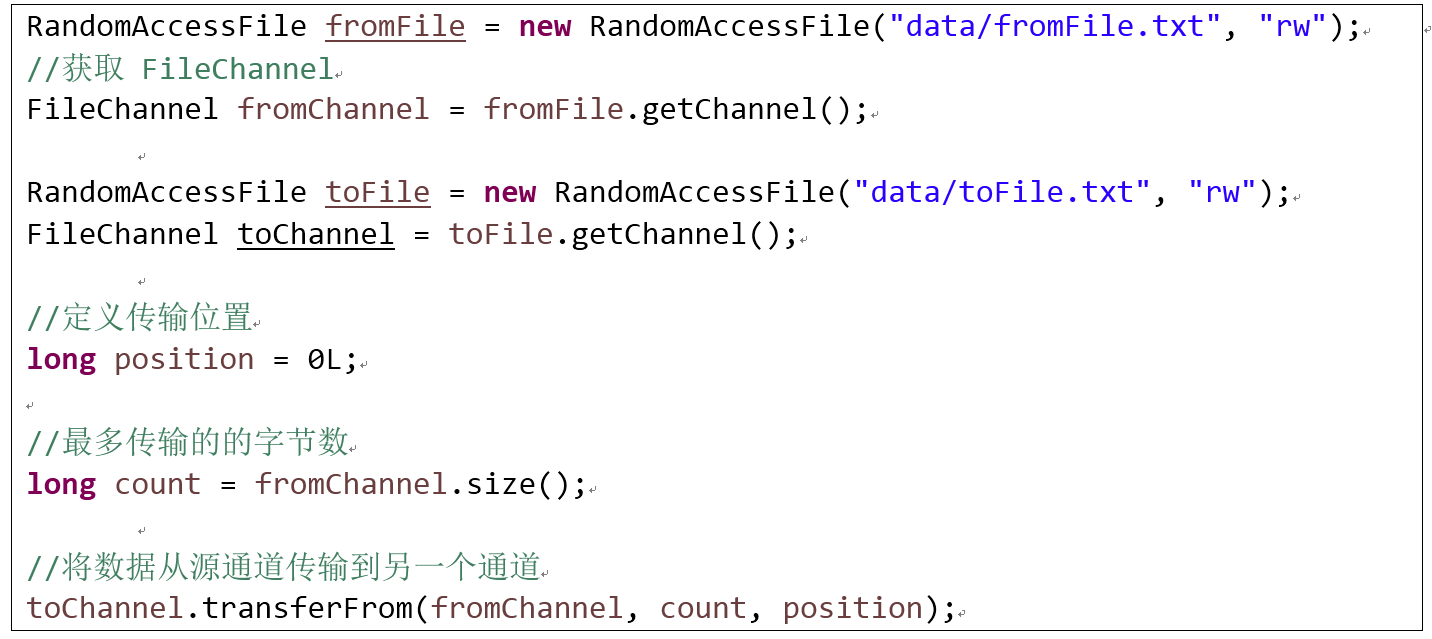 RandomAccessFile fromFile = new RandomAccessFile("data/fromFile.txt", "rw");
//获取 FileChannel
FileChannel fromChannel = fromFile.getChannel();
RandomAccessFile toFile = new RandomAccessFile("data/toFile.txt", "rw");
FileChannel toChannel = toFile.getChannel();
//定义传输位置
long position = 0L;
//最多传输的的字节数
long count = fromChannel.size();
//将数据从源通道传输到另一个通道
toChannel.transferFrom(fromChannel, count, position);